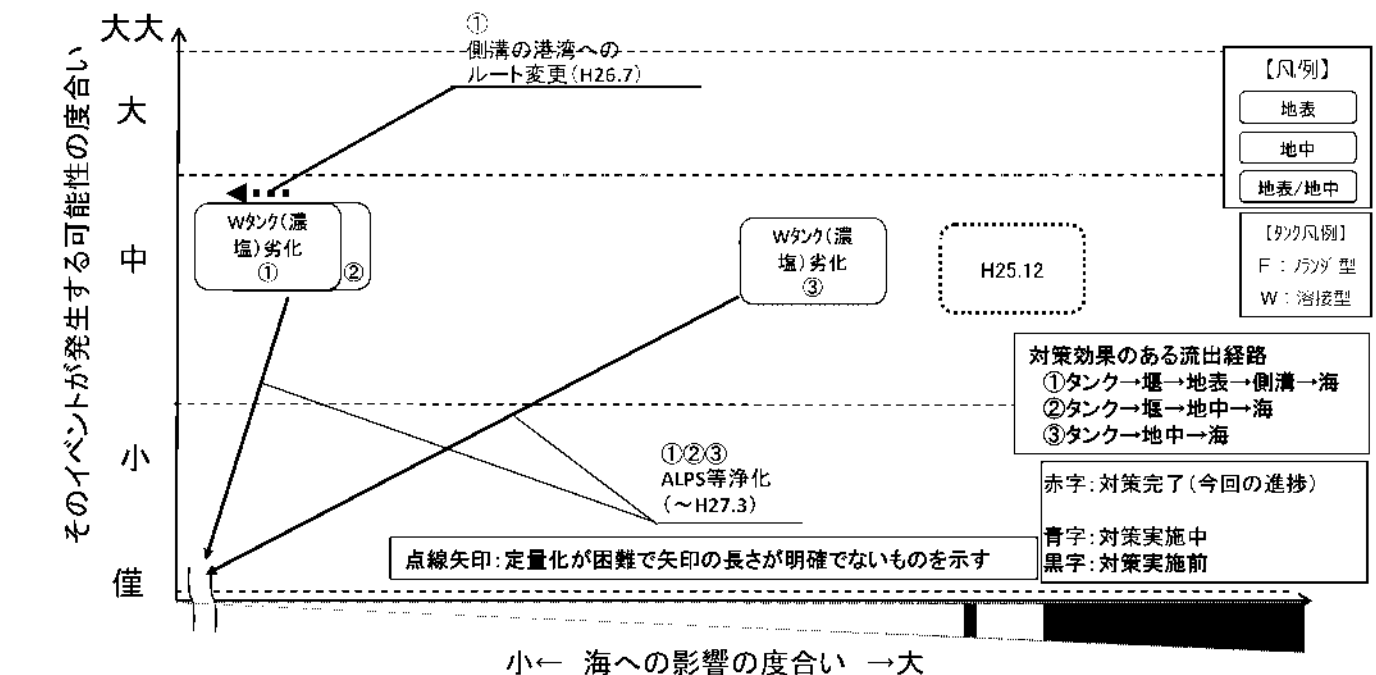 大大
大
中
小
僅
そのイベントが発生する可能性の度合い
①
側溝の港湾への
ルート変更(H26.7)
【凡例】
地表
地中
地表/地中
【タンク凡例】
F：フランジ型
W：溶接型
Wタンク(濃
塩)劣化
①
②
Wタンク(濃
塩)劣化
③
H25.12
対策効果のある流出経路
①タンク→堰→地表→側溝→海
②タンク→堰→地中→海
③タンク→地中→海
①②③
ALPS等浄化
(～H27.3)
赤字：対策完了(今回の進捗)
青字：対策実施中
黒字：対策実施前
点線矢印：定量化が困難で矢印の長さが明確でないものを示す
小← 海への影響の度合い →大